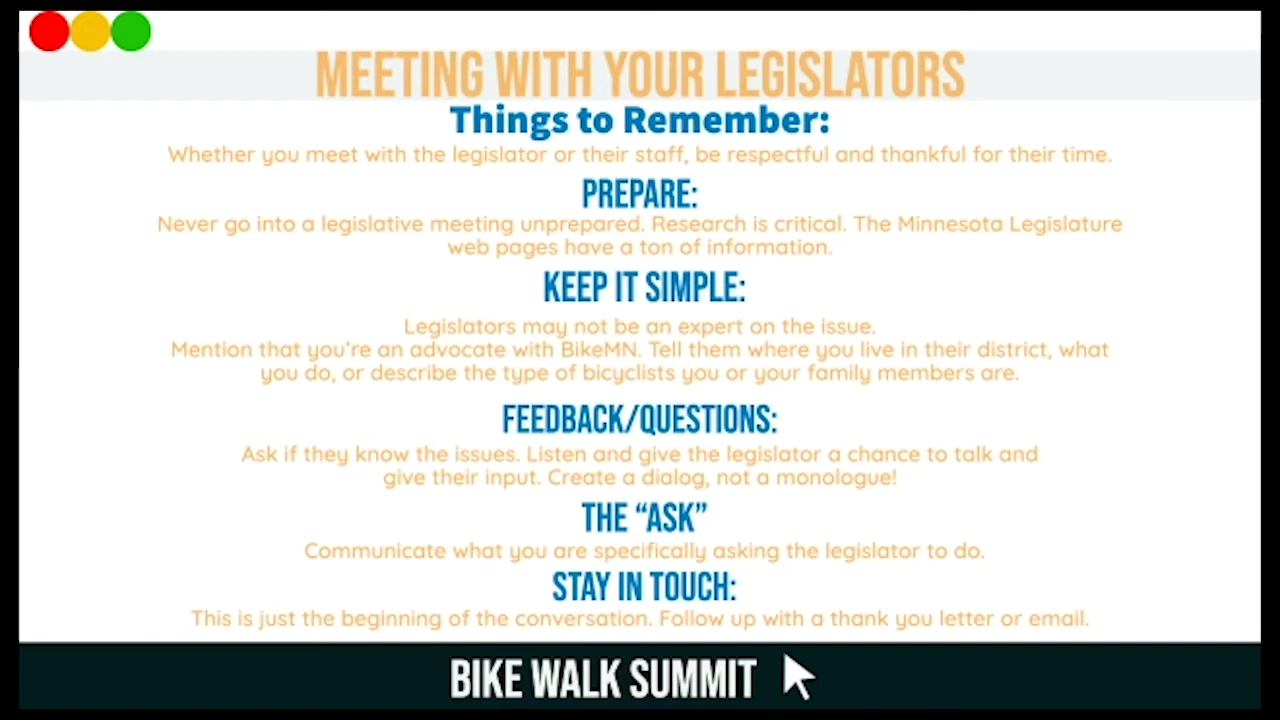 MEETING WITH YOUR LEGISLATORS
Things to Remember:
Whether you meet with the legislator or their staff, be respectful and thankful for their time.
PREPARE:
Never go into a legislative meeting unprepared. Research is critical. The Minnesota Legislature
web pages have a ton of information.
KEEP IT SIMPLE:
Legislators may not be an expert on the issue.
Mention that you're an advocate with BikeMN. Tell them where you live in their district, what
you do, or describe the type of bicyclists you or your family members are.
FEEDBACK/QUESTIONS:
Ask if they know the issues. Listen and give the legislator a chance to talk and
give their input. Create a dialog, not a monologue!
THE “ASK”
Communicate what you are specifically asking the legislator to do.
STAY IN TOUCH:
This is just the beginning of the conversation. Follow up with a thank you letter or email.
BIKE WALK SUMMIT